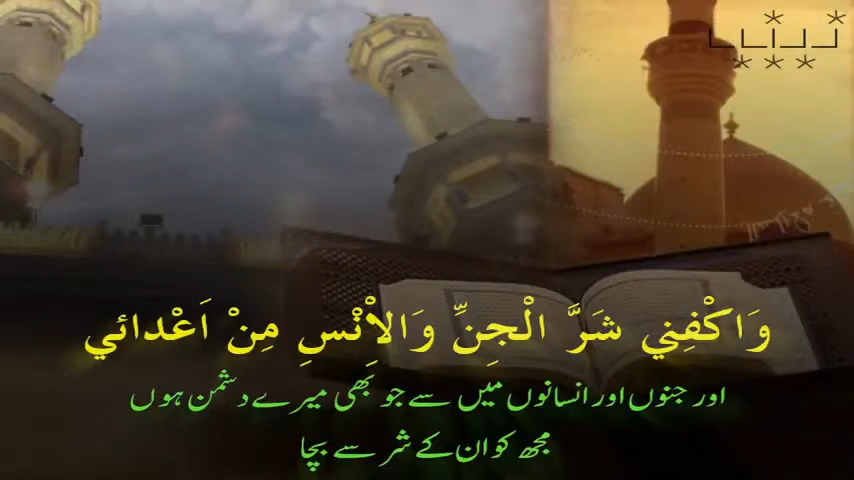 وَاكْفِنِي شَرَّ الْجِنِّ وَالْاِنْسِ مِنْ اَعْدائي
اور جنوں اور انسانوں میں سے جو بھی میرے دشمن ہوں
مجھ کو ان کے شر سے بچا